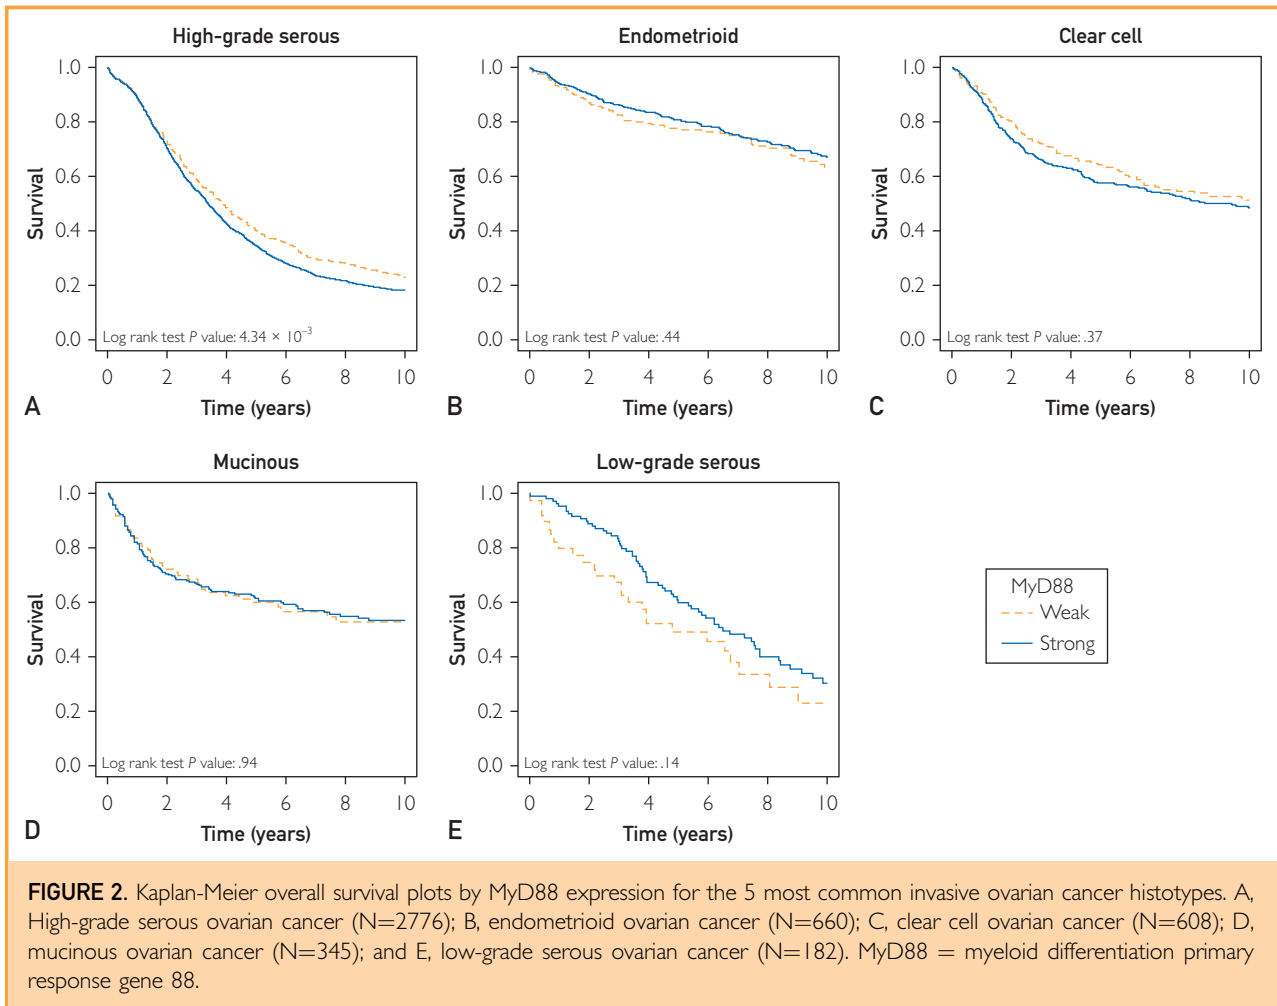 High-grade serous
Survival
1.0
0.8
0.6
0.4
0.2
0.0
Log rank test P value: 4.34 × 10⁻³
0 2 4 6 8 10
Time (years)
A
Endometrioid
Survival
1.0
0.8
0.6
0.4
0.2
0.0
Log rank test P value: .44
0 2 4 6 8 10
Time (years)
B
Clear cell
Survival
1.0
0.8
0.6
0.4
0.2
0.0
Log rank test P value: .37
0 2 4 6 8 10
Time (years)
C
Mucinous
Survival
1.0
0.8
0.6
0.4
0.2
0.0
Log rank test P value: .94
0 2 4 6 8 10
Time (years)
D
Low-grade serous
Survival
1.0
0.8
0.6
0.4
0.2
0.0
Log rank test P value: .14
0 2 4 6 8 10
Time (years)
E
MyD88
Weak
Strong
FIGURE 2. Kaplan-Meier overall survival plots by MyD88 expression for the 5 most common invasive ovarian cancer histotypes. A,
High-grade serous ovarian cancer (N=2776); B, endometrioid ovarian cancer (N=660); C, clear cell ovarian cancer (N=608); D,
mucinous ovarian cancer (N=345); and E, low-grade serous ovarian cancer (N=182). MyD88 = myeloid differentiation primary
response gene 88.